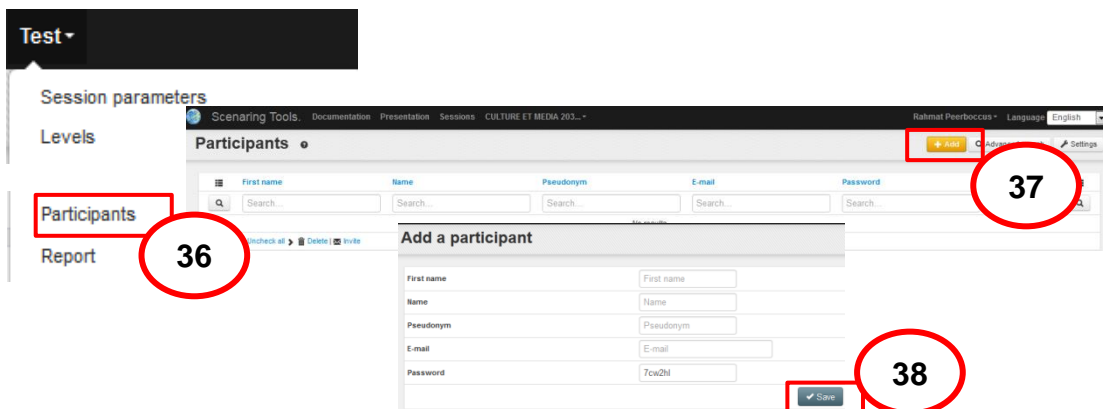 Test
Session parameters
Levels
Participants
Report
36
Scenaring Tools. Documentation Presentation Sessions CULTURE ET MEDIA 203... Rahmat Peerboccus Language English
Participants
+ Add Settings
37
First name Name Pseudonym E-mail Password
Search... Search... Search... Search... Search...
No results
Uncheck all Delete | Invite
Add a participant
First name First name
Name Name
Pseudonym Pseudonym
E-mail E-mail
Password 7cw2hl
Save
38